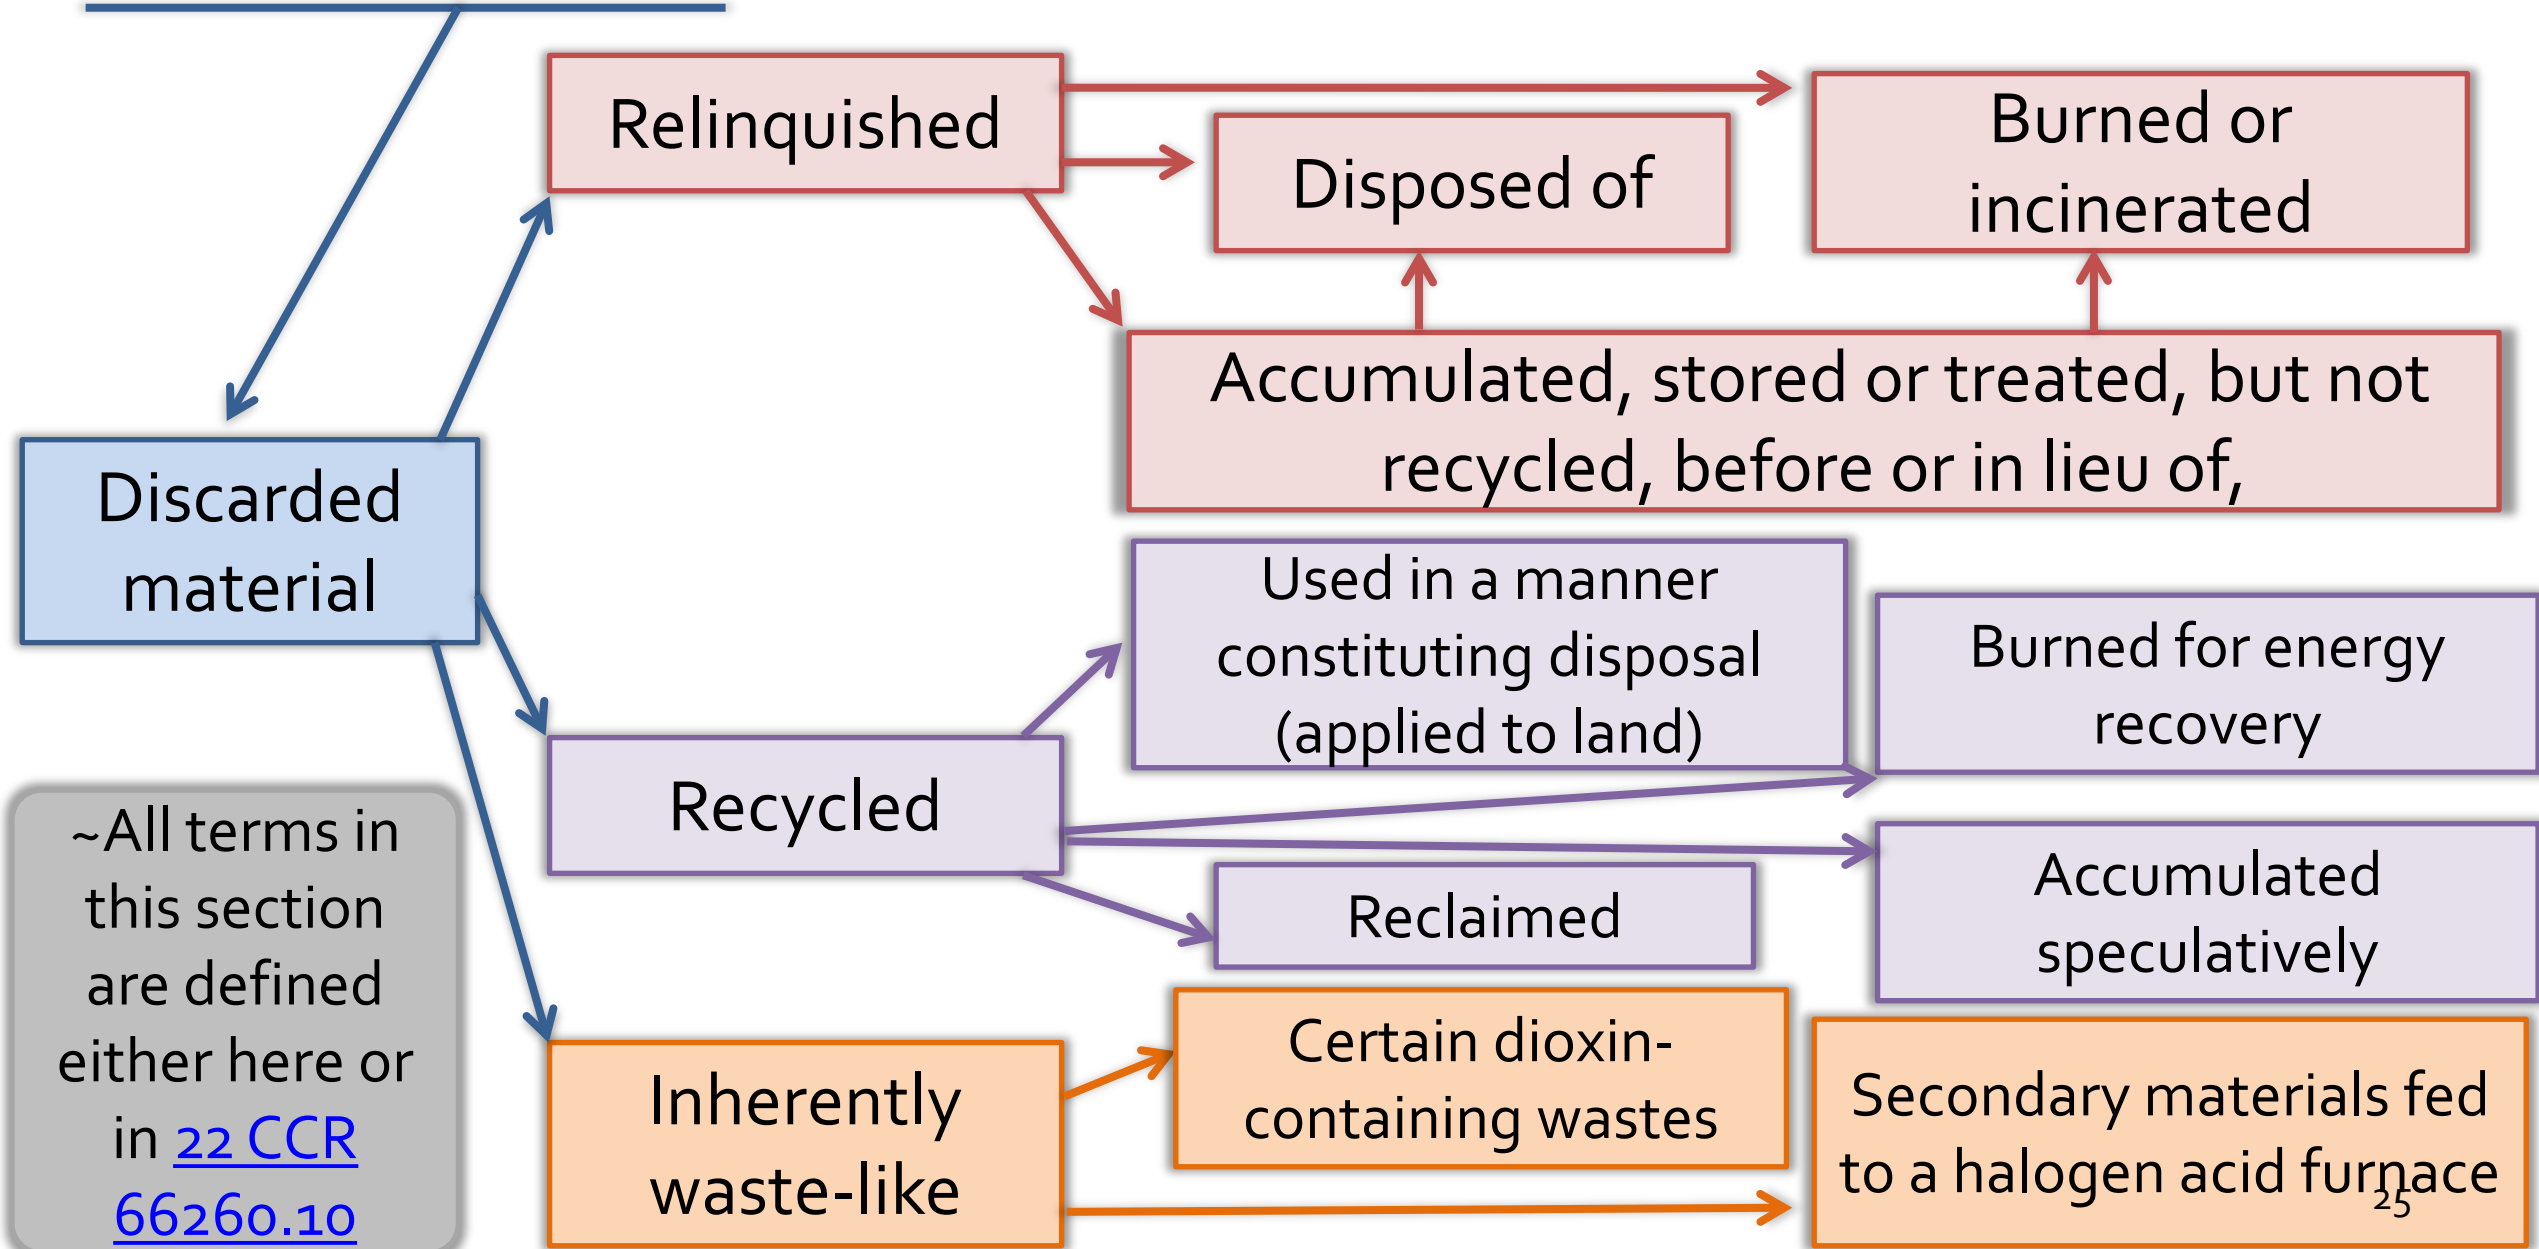 Relinquished
Disposed of
Burned or
incinerated
Accumulated, stored or treated, but not
recycled, before or in lieu of,
Discarded
material
Used in a manner
constituting disposal
(applied to land)
Burned for energy
recovery
Recycled
Reclaimed
Accumulated
speculatively
~All terms in
this section
are defined
either here or
in 22 CCR
66260.10
Inherently
waste-like
Certain dioxin-
containing wastes
Secondary materials fed
to a halogen acid furnace
25